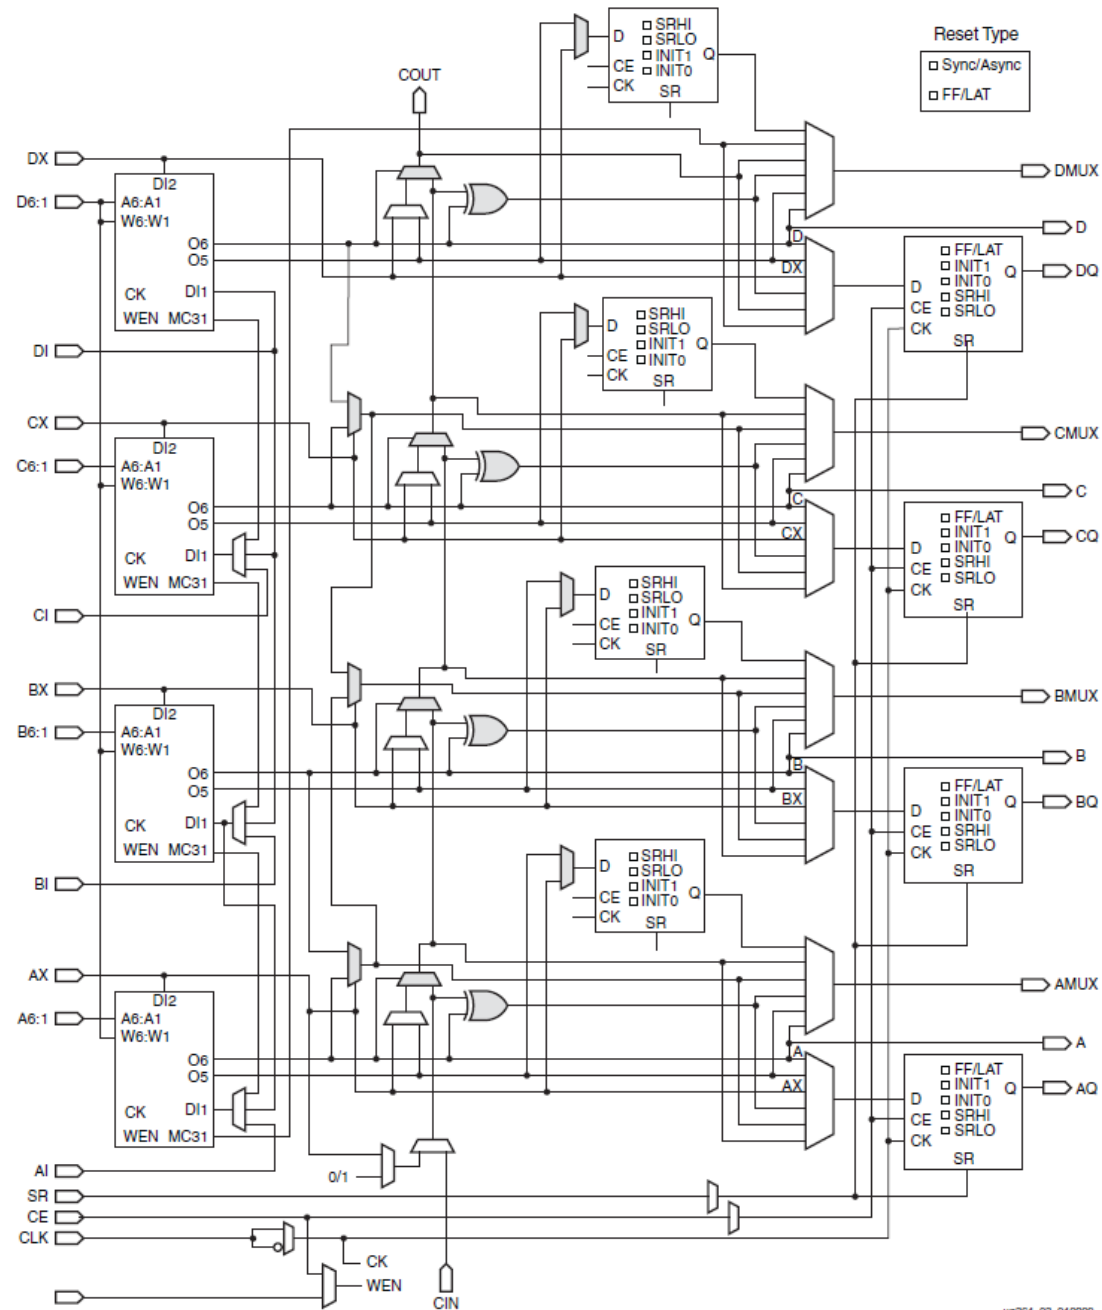 Reset Type
Sync/Async
FF/LAT
COUT
D
SRHI
SRLO
INIT1
INIT0
Q
CE
CK
SR
DX
DI2
D6:1
A6:A1
W6:W1
O6
O5
CK
DI1
WEN MC31
DMUX
D
D
DX
D
CE
CK
FF/LAT
INIT1
INIT0
SRHI
SRLO
Q
SR
DQ
DI
D
SRHI
SRLO
INIT1
INIT0
Q
CE
CK
SR
CX
DI2
C6:1
A6:A1
W6:W1
O6
O5
CK
DI1
WEN MC31
CMUX
C
C
CX
D
CE
CK
FF/LAT
INIT1
INIT0
SRHI
SRLO
Q
SR
CQ
CI
D
SRHI
SRLO
INIT1
INIT0
Q
CE
CK
SR
BX
DI2
B6:1
A6:A1
W6:W1
O6
O5
CK
DI1
WEN MC31
BMUX
B
B
BX
D
CE
CK
FF/LAT
INIT1
INIT0
SRHI
SRLO
Q
SR
BQ
BI
D
SRHI
SRLO
INIT1
INIT0
Q
CE
CK
SR
AX
DI2
A6:1
A6:A1
W6:W1
O6
O5
CK
DI1
WEN MC31
AMUX
A
A
AX
D
CE
CK
FF/LAT
INIT1
INIT0
SRHI
SRLO
Q
SR
AQ
AI
0/1
SR
CE
CLK
CK
WEN
CIN